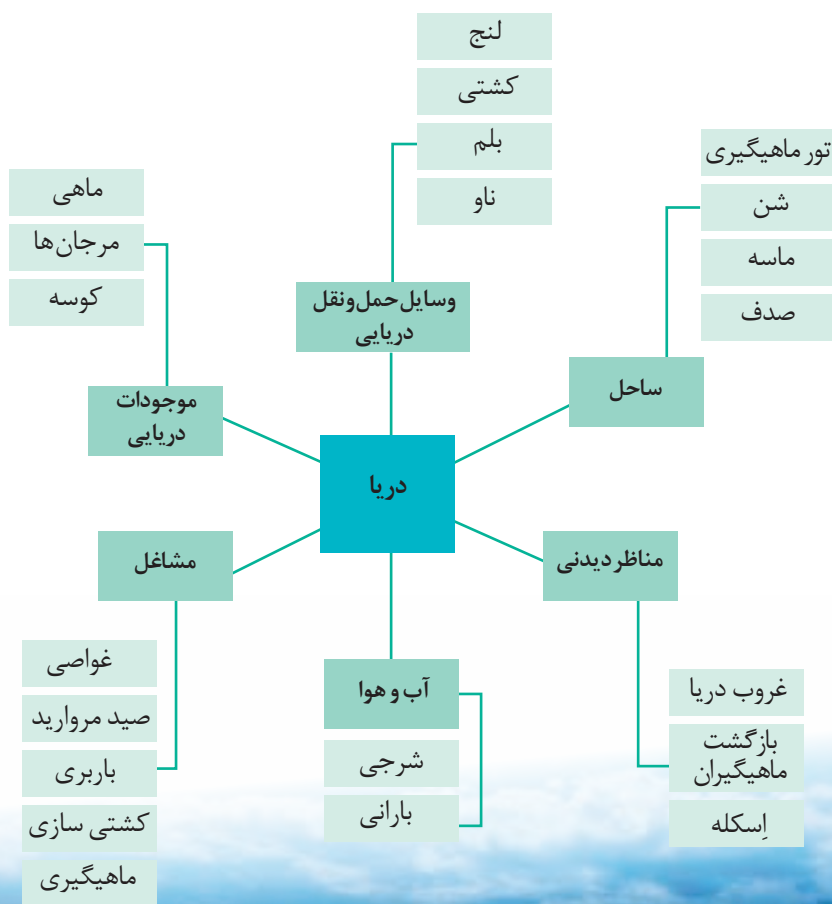 لنج
کشتی
بلم
ناو
وسایل حمل‌ونقل
دریایی
تور ماهیگیری
شن
ماسه
صدف
ساحل
ماهی
مرجان‌ها
کوسه
موجودات
دریایی
دریا
مناظر دیدنی
غروب دریا
بازگشت
ماهیگیران
اِسکله
آب و هوا
شرجی
بارانی
مشاغل
غواصی
صید مروارید
باربری
کشتی سازی
ماهیگیری